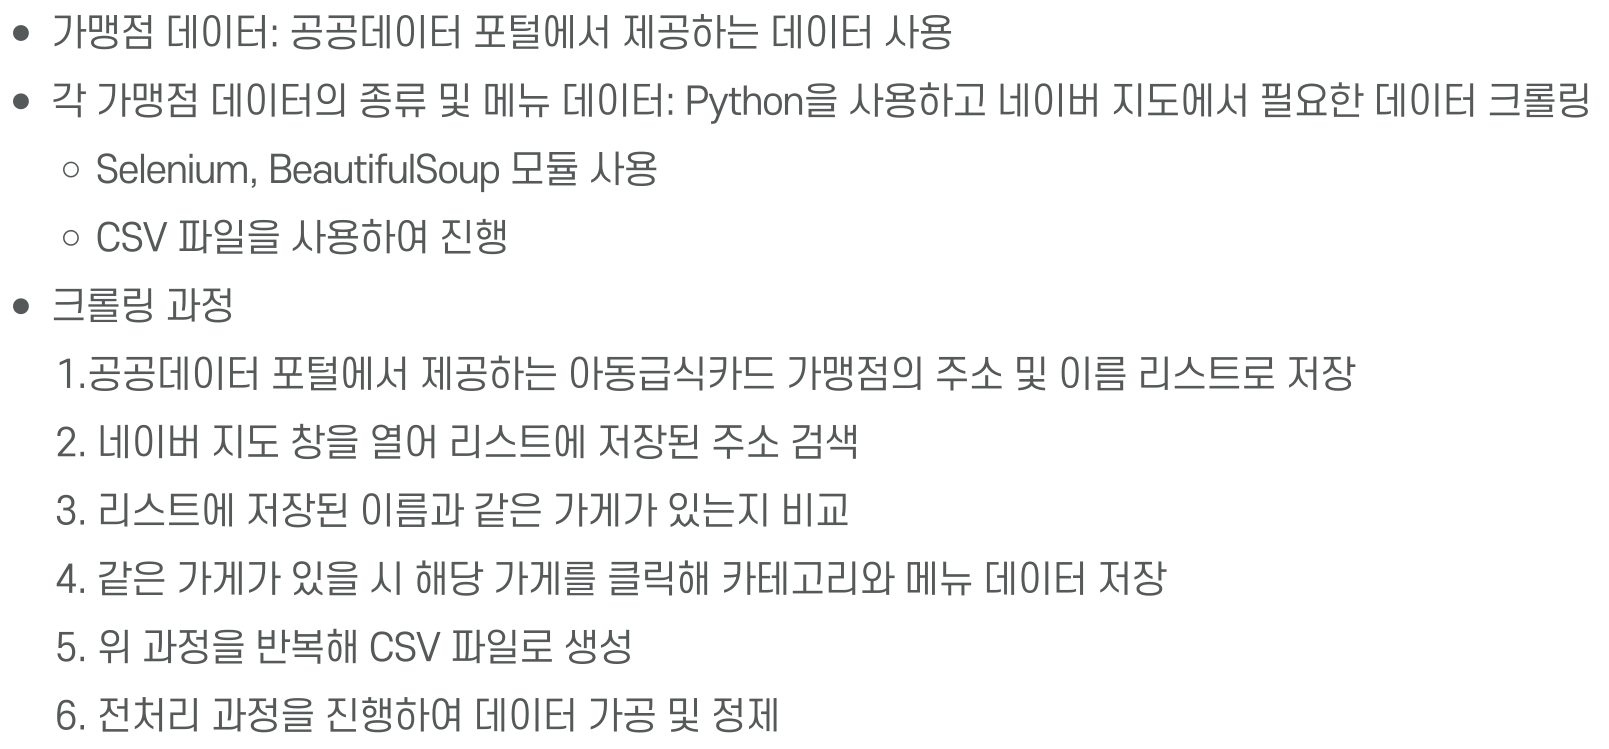 • 가맹점 데이터: 공공데이터 포털에서 제공하는 데이터 사용
• 각 가맹점 데이터의 종류 및 메뉴 데이터: Python을 사용하고 네이버 지도에서 필요한 데이터 크롤링
◦ Selenium, BeautifulSoup 모듈 사용
◦ CSV 파일을 사용하여 진행
• 크롤링 과정
1.공공데이터 포털에서 제공하는 아동급식카드 가맹점의 주소 및 이름 리스트로 저장
2. 네이버 지도 창을 열어 리스트에 저장된 주소 검색
3. 리스트에 저장된 이름과 같은 가게가 있는지 비교
4. 같은 가게가 있을 시 해당 가게를 클릭해 카테고리와 메뉴 데이터 저장
5. 위 과정을 반복해 CSV 파일로 생성
6. 전처리 과정을 진행하여 데이터 가공 및 정제